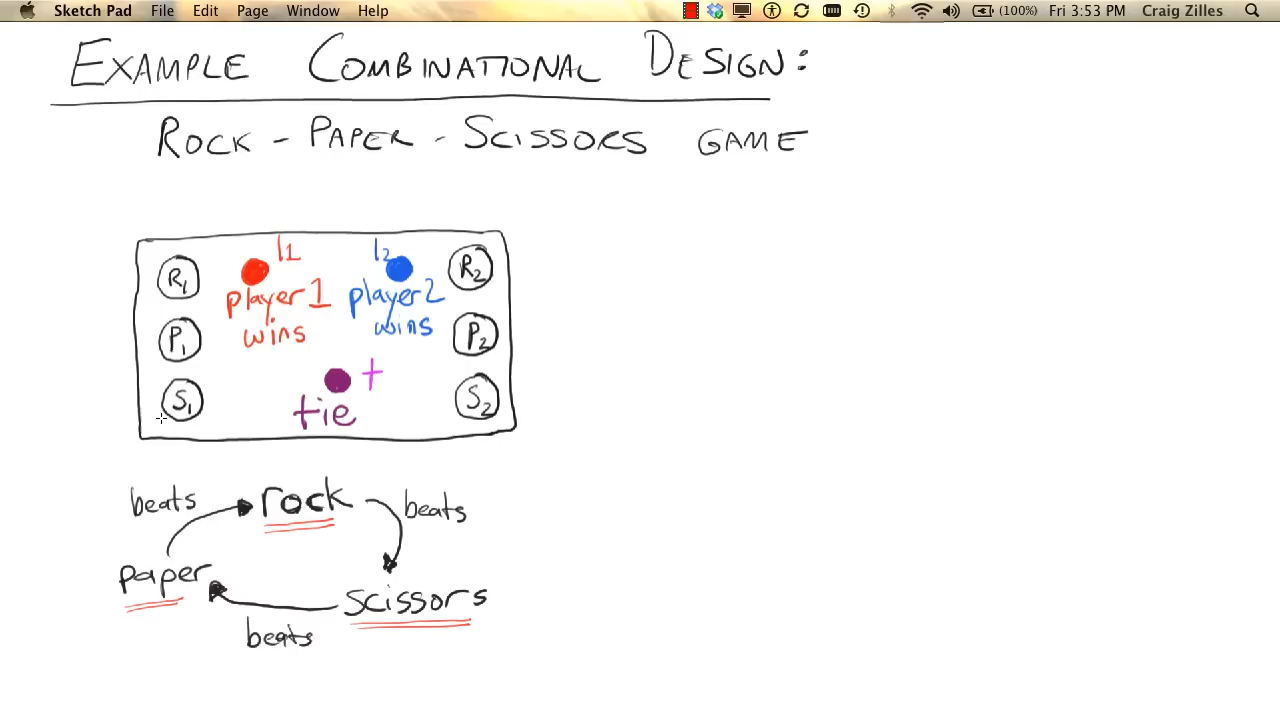 Sketch Pad File Edit Page Window Help (100%) Fri 3:53 PM Craig Zilles
EXAMPLE COMBINATIONAL DESIGN:
ROCK - PAPER - SCISSORS GAME
l1 l2
R1 R2
player 1 wins
player 2 wins
P1 P2
t
S1 S2
tie
beats rock beats
paper scissors
beats